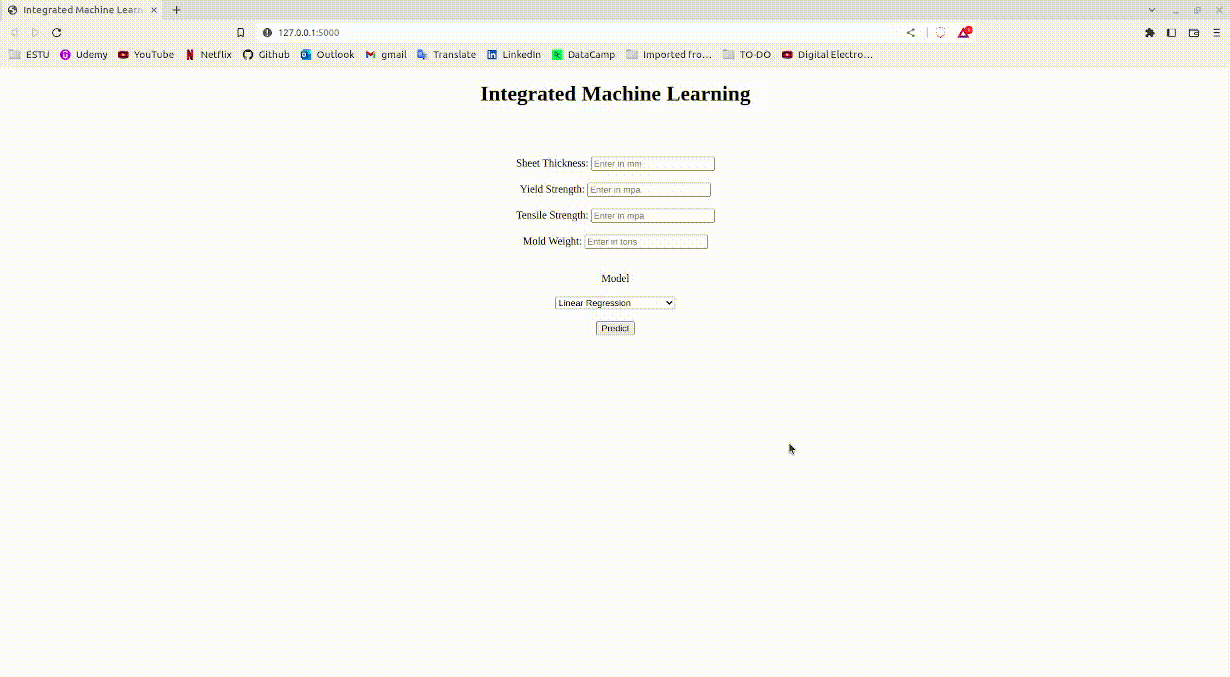 Integrated Machine Learn
127.0.0.1:5000
ESTU Udemy YouTube Netflix Github Outlook gmail Translate LinkedIn DataCamp Imported fro... TO-DO Digital Electro...
Integrated Machine Learning
Sheet Thickness: Enter in mm
Yield Strength: Enter in mpa
Tensile Strength: Enter in mpa
Mold Weight: Enter in tons
Model
Linear Regression
Predict